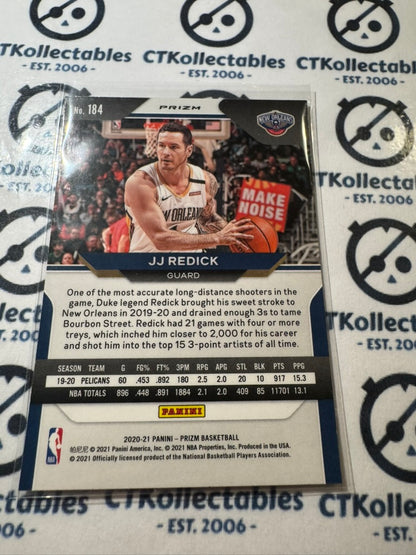 CTKollectables
- EST. 2006 -
CTKollectables
- EST. 2006 -
No. 184
PRIZM
NEW ORLEANS
NEW ORLEANS
MAKE
NOISE
JJ REDICK
GUARD
One of the most accurate long-distance shooters in the
game, Duke legend Redick brought his sweet stroke to
New Orleans in 2019-20 and drained enough 3s to tame
Bourbon Street. Redick had 21 games with four or more
treys, which inched him closer to 2,000 for his career
and shot him into the top 15 3-point artists of all time.
SEASON TEAM G FG% FT% 3PM RPG APG STL BLK PTS PPG
19-20 PELICANS 60 .453 .892 180 2.5 2.0 20 10 917 15.3
NBA TOTALS 896 .448 .891 1884 2.1 2.0 409 85 11701 13.1
PANINI
2020-21 PANINI – PRIZM BASKETBALL
帕尼尼 © 2021 Panini America, Inc. © 2021 NBA Properties, Inc. Produced in the USA.
© 2021 Officially licensed product of the National Basketball Players Association.
CTKollectables
- EST. 2006 -